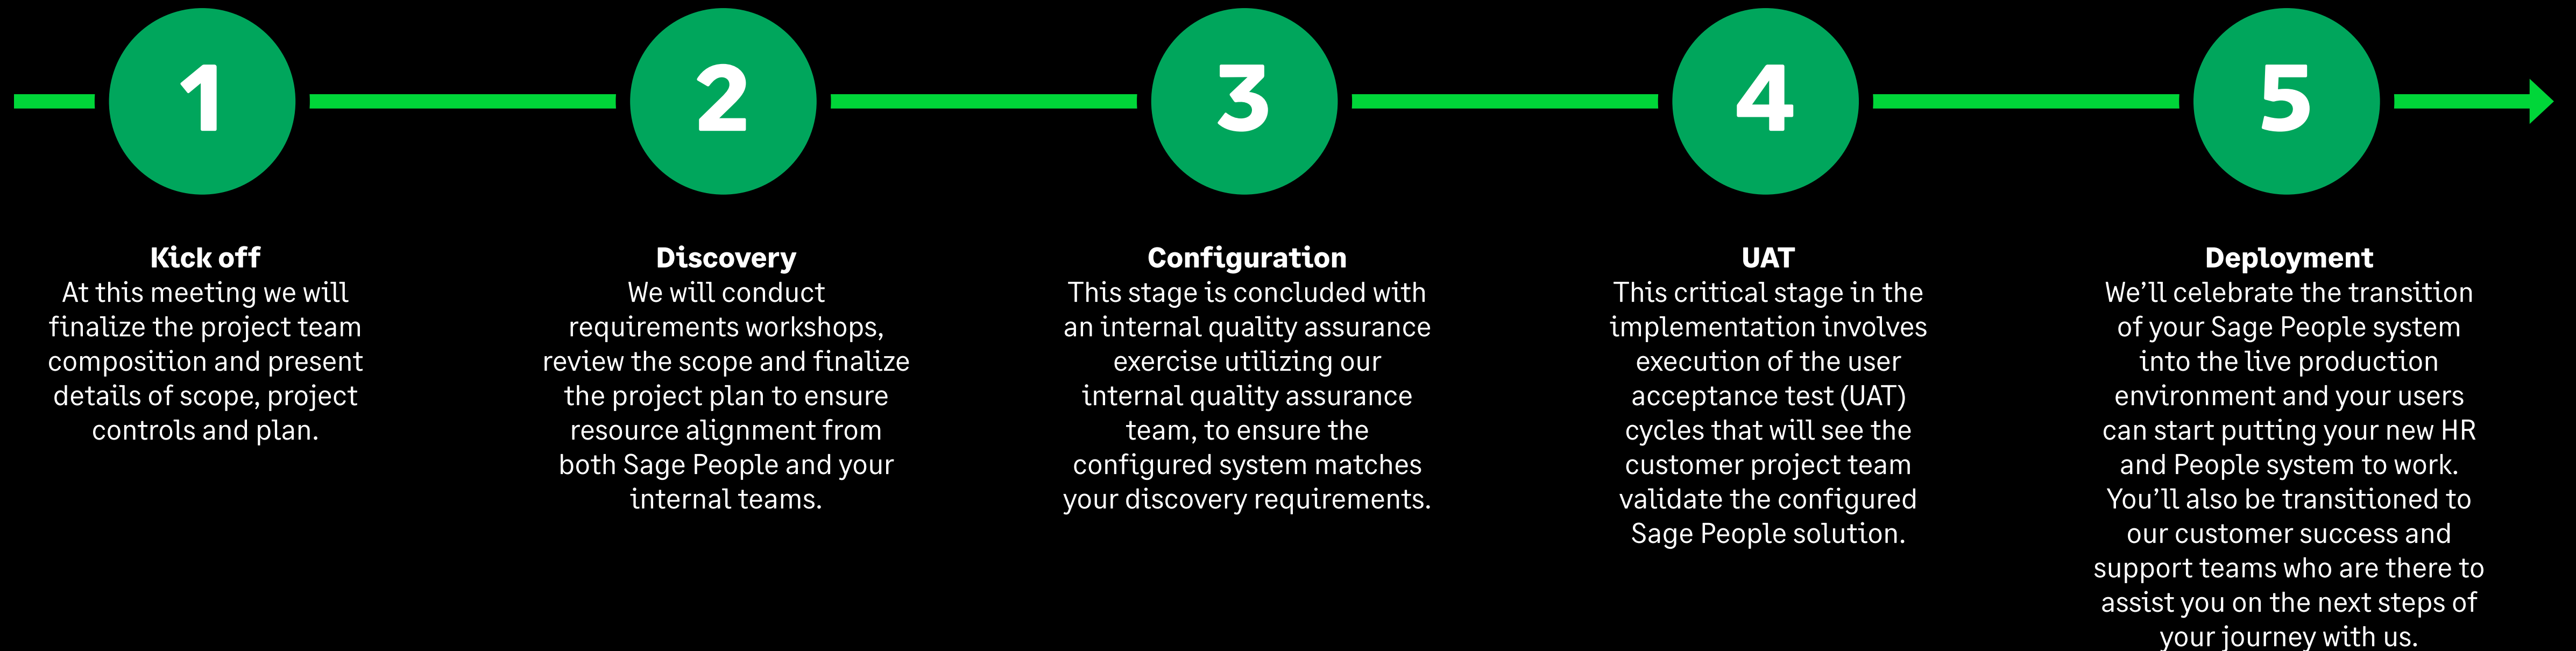 1
2
3
4
5
Kick off
At this meeting we will
finalize the project team
composition and present
details of scope, project
controls and plan.
Discovery
We will conduct
requirements workshops,
review the scope and finalize
the project plan to ensure
resource alignment from
both Sage People and your
internal teams.
Configuration
This stage is concluded with
an internal quality assurance
exercise utilizing our
internal quality assurance
team, to ensure the
configured system matches
your discovery requirements.
UAT
This critical stage in the
implementation involves
execution of the user
acceptance test (UAT)
cycles that will see the
customer project team
validate the configured
Sage People solution.
Deployment
We’ll celebrate the transition
of your Sage People system
into the live production
environment and your users
can start putting your new HR
and People system to work.
You’ll also be transitioned to
our customer success and
support teams who are there to
assist you on the next steps of
your journey with us.